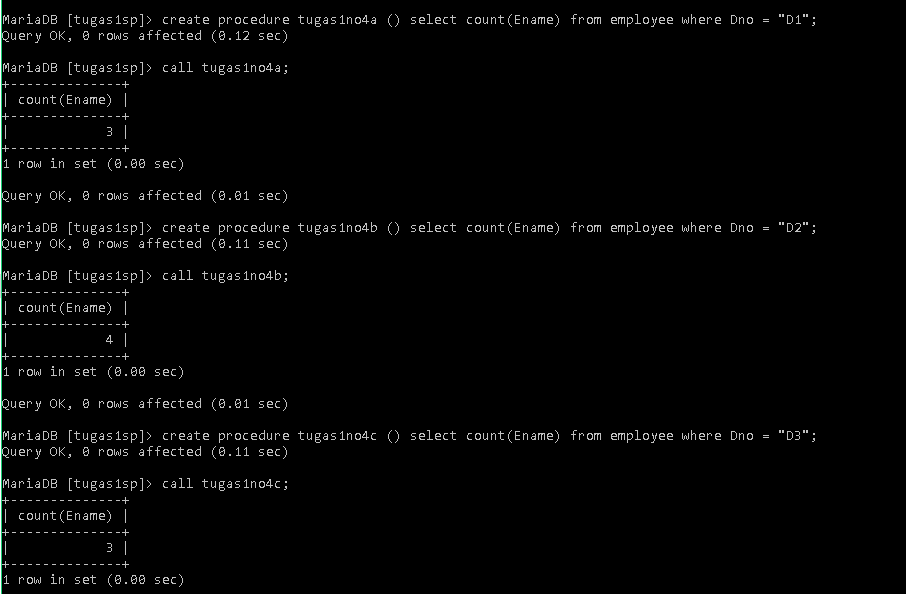 MariaDB [tugas1sp]> create procedure tugas1no4a () select count(Ename) from employee where Dno = "D1";
Query OK, 0 rows affected (0.12 sec)
MariaDB [tugas1sp]> call tugas1no4a;
+--------------+
| count(Ename) |
+--------------+
|            3 |
+--------------+
1 row in set (0.00 sec)
Query OK, 0 rows affected (0.01 sec)
MariaDB [tugas1sp]> create procedure tugas1no4b () select count(Ename) from employee where Dno = "D2";
Query OK, 0 rows affected (0.11 sec)
MariaDB [tugas1sp]> call tugas1no4b;
+--------------+
| count(Ename) |
+--------------+
|            4 |
+--------------+
1 row in set (0.00 sec)
Query OK, 0 rows affected (0.01 sec)
MariaDB [tugas1sp]> create procedure tugas1no4c () select count(Ename) from employee where Dno = "D3";
Query OK, 0 rows affected (0.11 sec)
MariaDB [tugas1sp]> call tugas1no4c;
+--------------+
| count(Ename) |
+--------------+
|            3 |
+--------------+
1 row in set (0.00 sec)